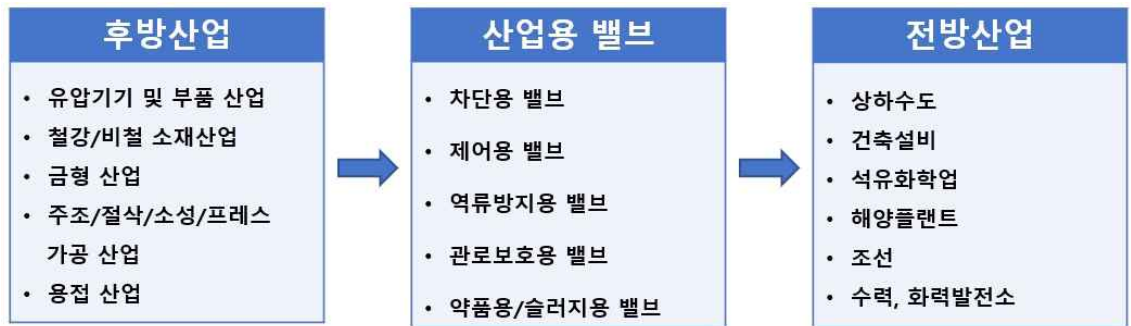 후방산업
• 유압기기 및 부품 산업
• 철강/비철 소재산업
• 금형 산업
• 주조/절삭/소성/프레스
가공 산업
• 용접 산업
산업용 밸브
• 차단용 밸브
• 제어용 밸브
• 역류방지용 밸브
• 관로보호용 밸브
• 약품용/슬러지용 밸브
전방산업
• 상하수도
• 건축설비
• 석유화학업
• 해양플랜트
• 조선
• 수력, 화력발전소